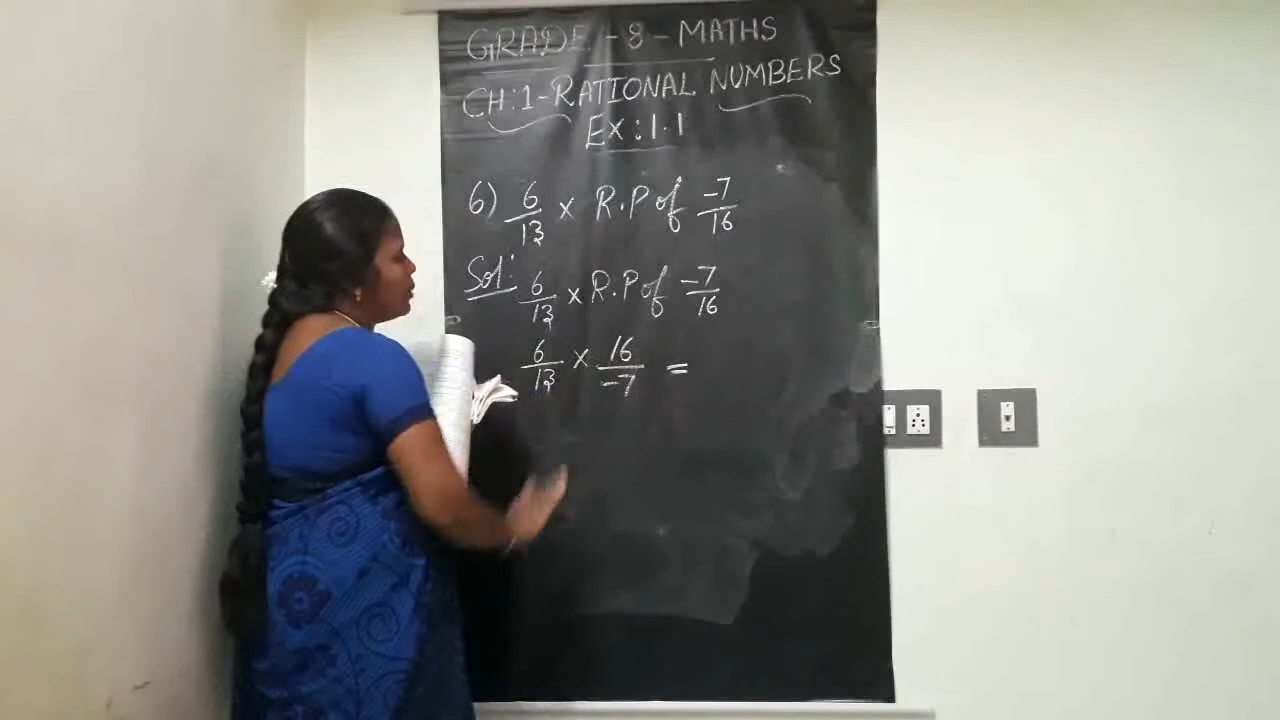 GRADE - 8 - MATHS
CH:1-RATIONAL NUMBERS
EX:1.1
6) 6/13 × R.P of -7/16
Sol: 6/13 × R.P of -7/16
6/13 × 16/-7 =